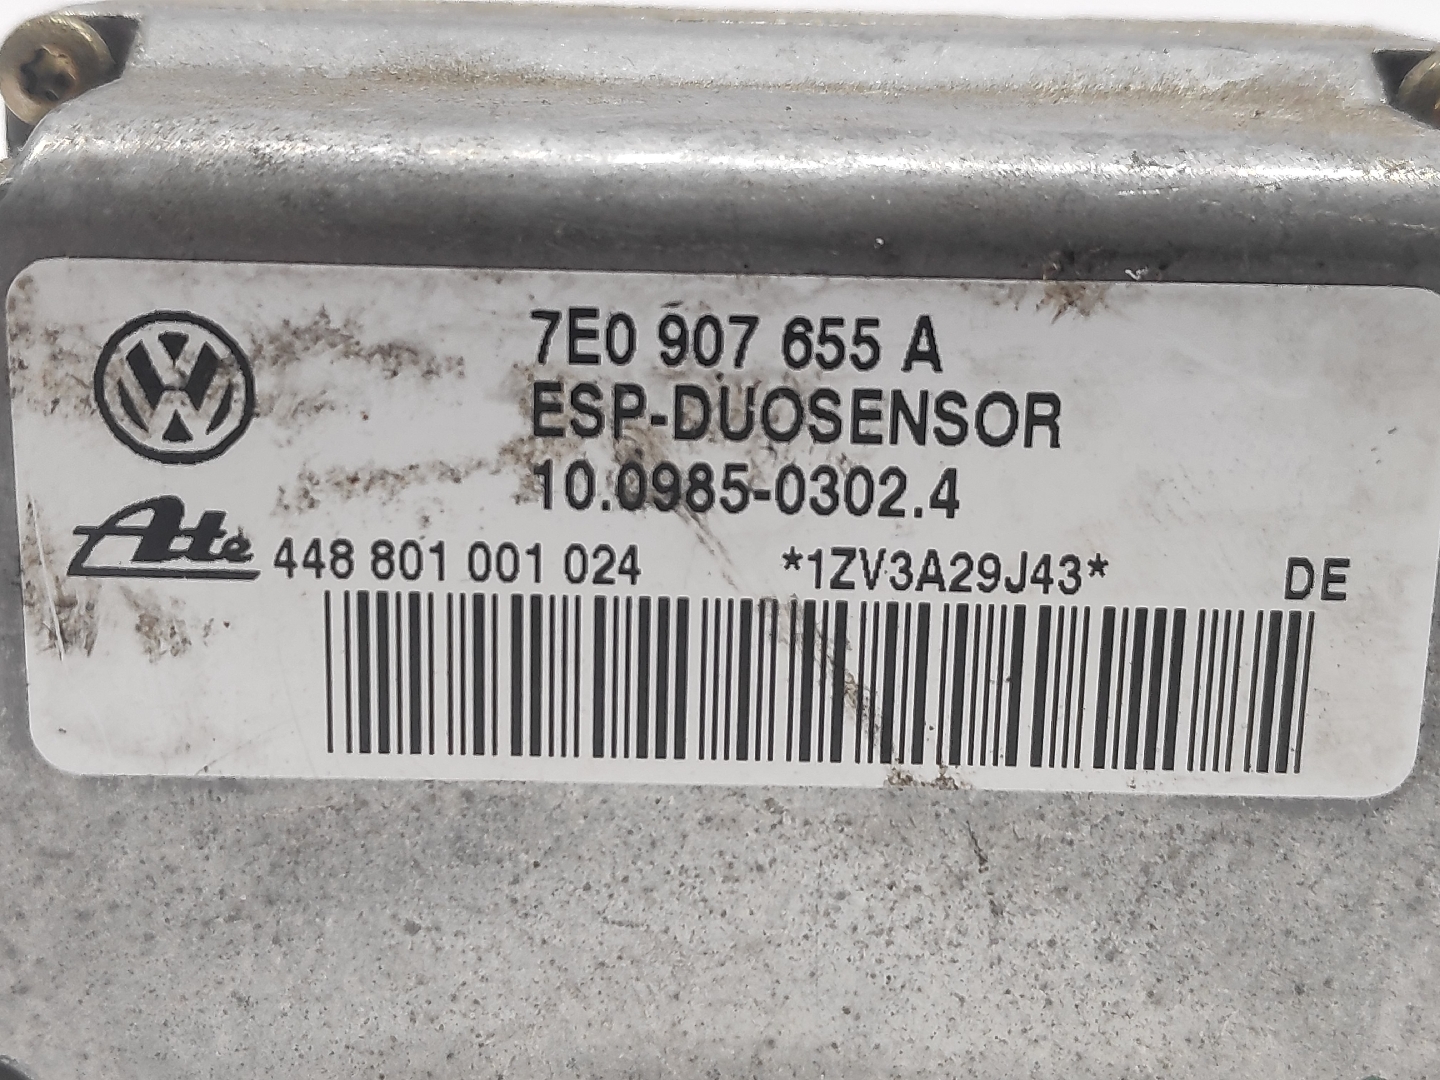 7E0 907 655 A
ESP-DUOSENSOR
10.0985-0302.4
Ate 448 801 001 024 *1ZV3A29J43* DE